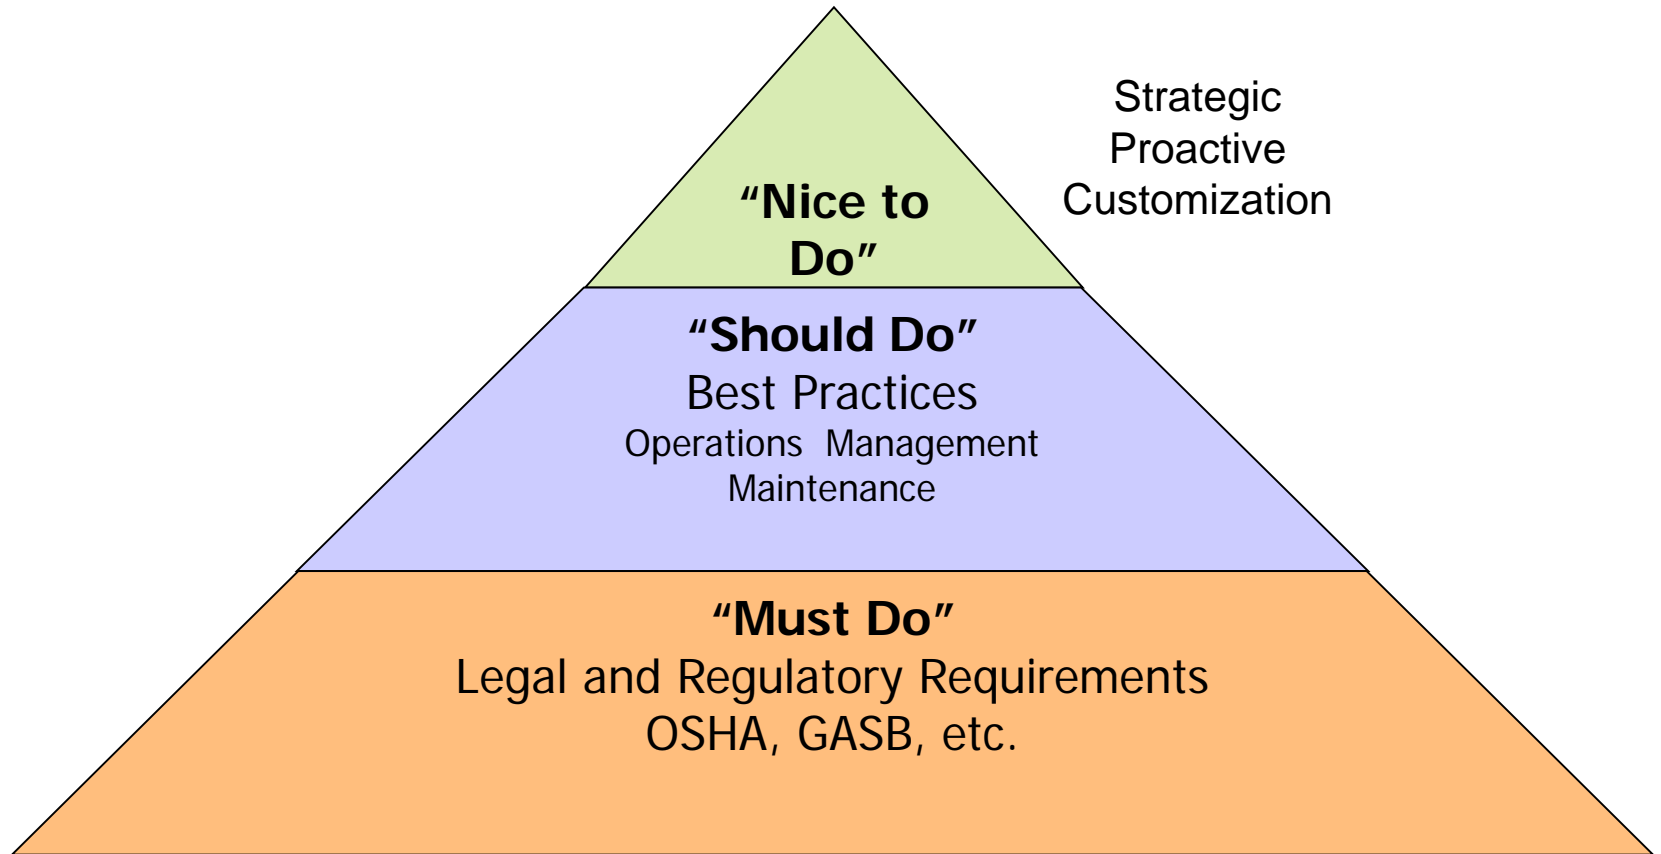 Strategic
Proactive
Customization
“Nice to
Do”
“Should Do”
Best Practices
Operations  Management
Maintenance
“Must Do”
Legal and Regulatory Requirements
OSHA, GASB, etc.